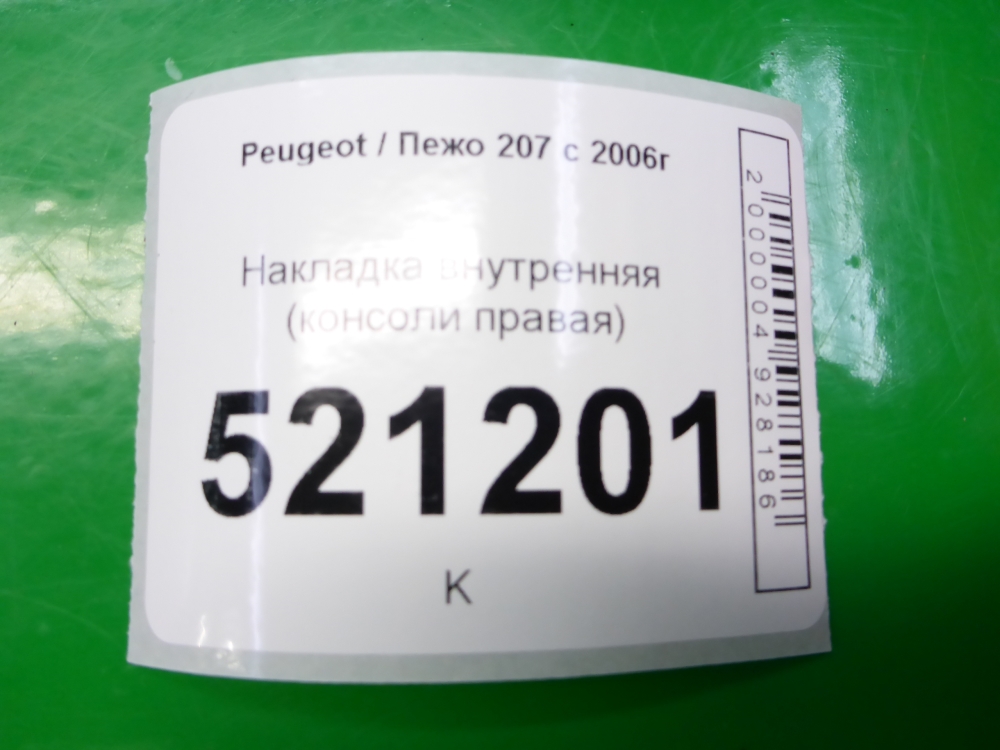 Peugeot / Пежо 207 с 2006г
Накладка внутренняя
(консоли правая)
521201
К
2000004928186